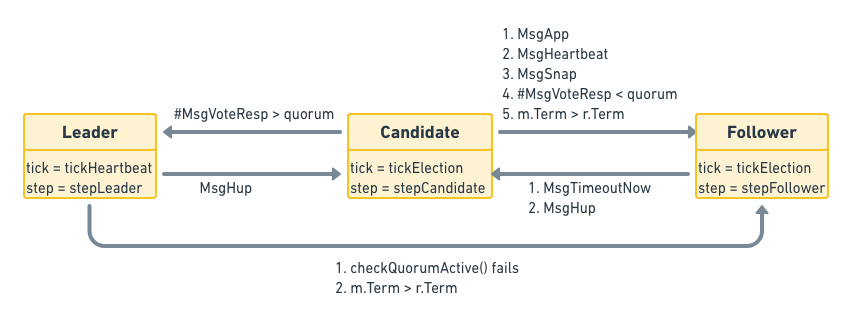 1. MsgApp
2. MsgHeartbeat
3. MsgSnap
4. #MsgVoteResp < quorum
5. m.Term > r.Term
#MsgVoteResp > quorum
Leader
tick = tickHeartbeat
step = stepLeader
Candidate
tick = tickElection
step = stepCandidate
Follower
tick = tickElection
step = stepFollower
MsgHup
1. MsgTimeoutNow
2. MsgHup
1. checkQuorumActive() fails
2. m.Term > r.Term